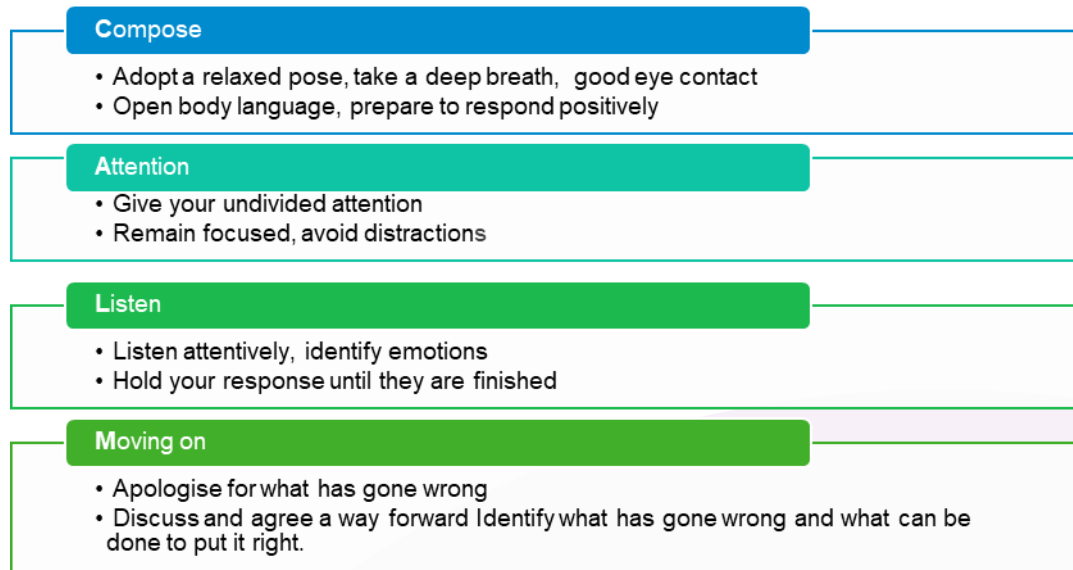 Compose
• Adopt a relaxed pose, take a deep breath, good eye contact
• Open body language, prepare to respond positively
Attention
• Give your undivided attention
• Remain focused, avoid distractions
Listen
• Listen attentively, identify emotions
• Hold your response until they are finished
Moving on
• Apologise for what has gone wrong
• Discuss and agree a way forward Identify what has gone wrong and what can be
done to put it right.